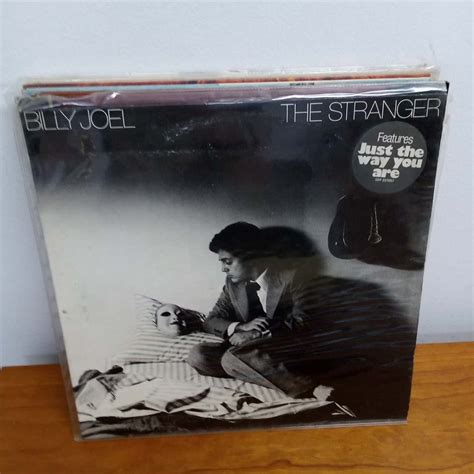 BILLY JOEL
THE STRANGER
Features
Just the
way you
are